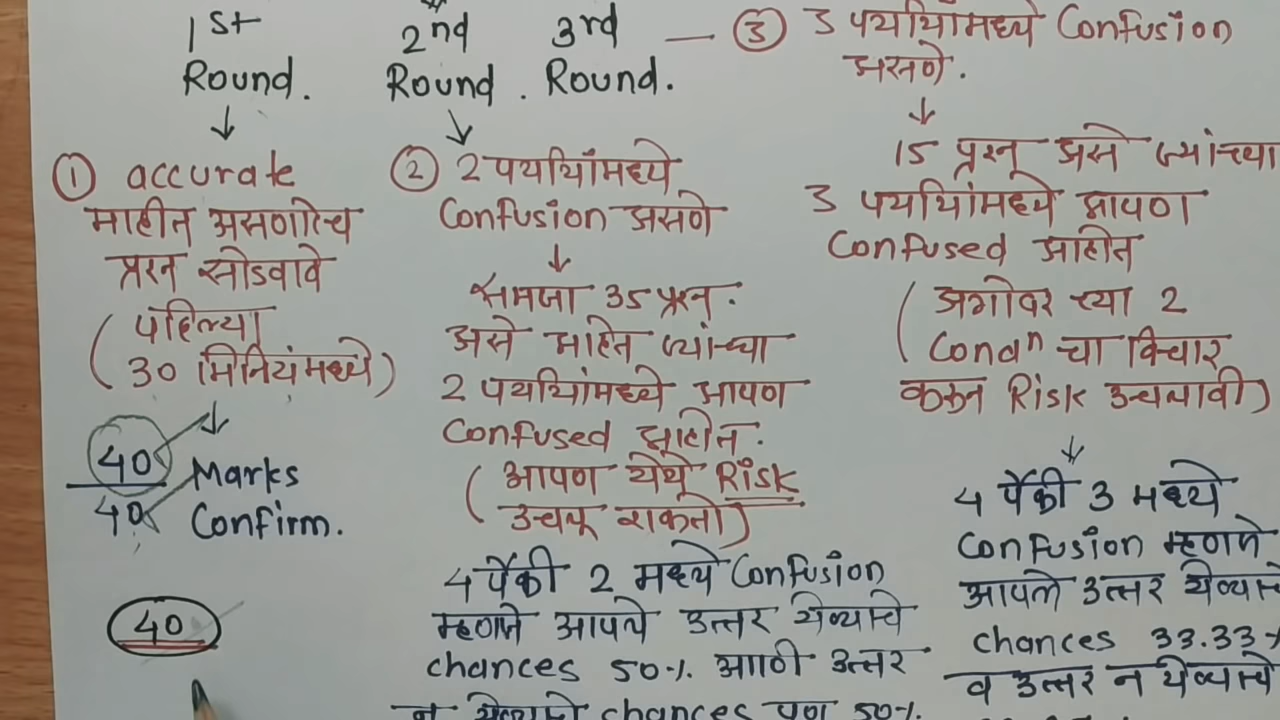 1st Round.
↓
① accurate
माहीत असणारेच
प्रश्न सोडवावे
(पहिल्या
30 मिनिटांमध्ये)
↓
40
40
Marks
Confirm.
40
2nd Round.
↓
② 2 पर्यायांमध्ये
Confusion असणे
↓
समजा 35 प्रश्न.
असे माहित ज्यांच्या
2 पर्यायांमध्ये आपण
Confused आहोत.
(आपण येथे Risk
उचलू शकतो)
4 पैकी 2 मध्ये Confusion
म्हणजे आपले उत्तर येण्याचे
chances 50%. आणि उत्तर
न येण्याचे chances पण 50%.
3rd Round. — ③ 3 पर्यायांमध्ये Confusion
असणे.
↓
15 प्रश्न असे ज्यांच्या
3 पर्यायांमध्ये आपण
Confused आहोत
(अगोदर च्या 2
Condn चा विचार
करून Risk उचलावी)
↓
4 पैकी 3 मध्ये
Confusion म्हणजे
आपले उत्तर येण्याचे
chances 33.33%
व उत्तर न येण्याचे